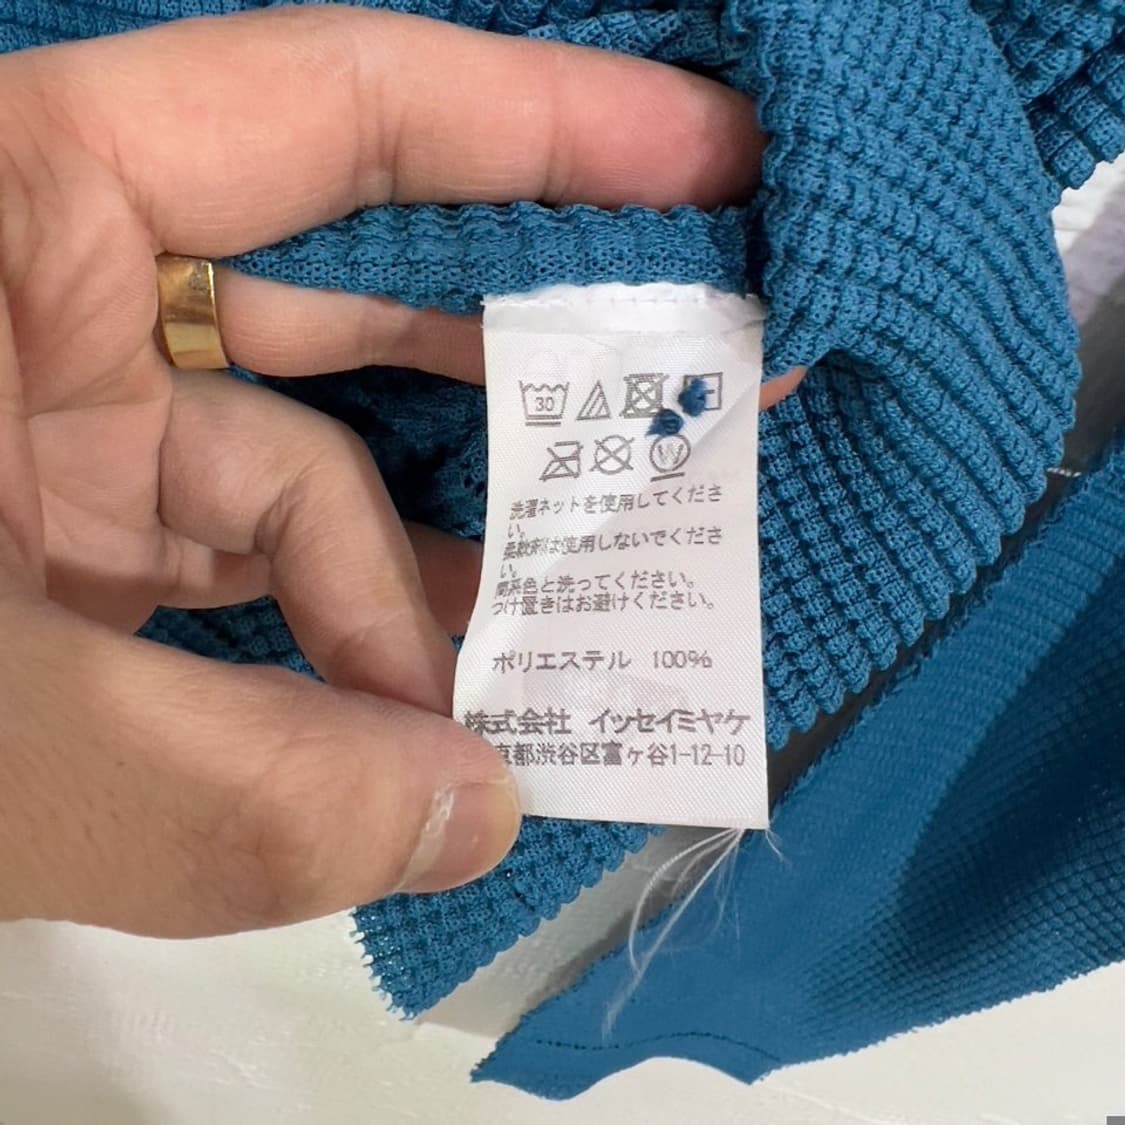 30
W
洗濯ネットを使用してくださ
い。
柔軟剤は使用しないでくださ
い。
同系色と洗ってください。
つけ置きはお避けください。
ポリエステル 100%
株式会社 イッセイミヤケ
京都渋谷区富ヶ谷1-12-10